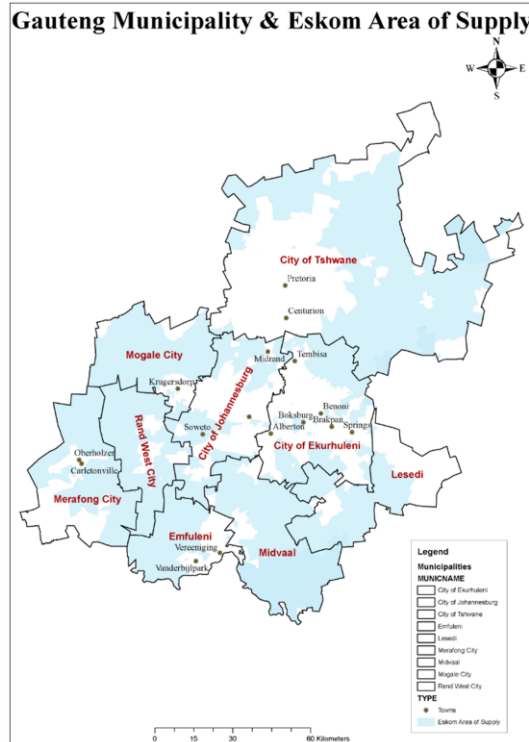 Gauteng Municipality & Eskom Area of Supply
N
W E
S
City of Tshwane
Pretoria
Centurion
Mogale City
Midrand
Tembisa
Krugersdorp
City of Johannesburg
Rand West City
Benoni
Boksburg
Brakpan
Springs
Soweto
Alberton
City of Ekurhuleni
Oberholzer
Carletonville
Lesedi
Merafong City
Emfuleni
Vereeniging
Midvaal
Vanderbijlpark
Legend
Municipalities
MUNICNAME
City of Ekurhuleni
City of Johannesburg
City of Tshwane
Emfuleni
Lesedi
Merafong City
Midvaal
Mogale City
Rand West City
TYPE
Towns
Eskom Area of Supply
0 15 30 60 Kilometers